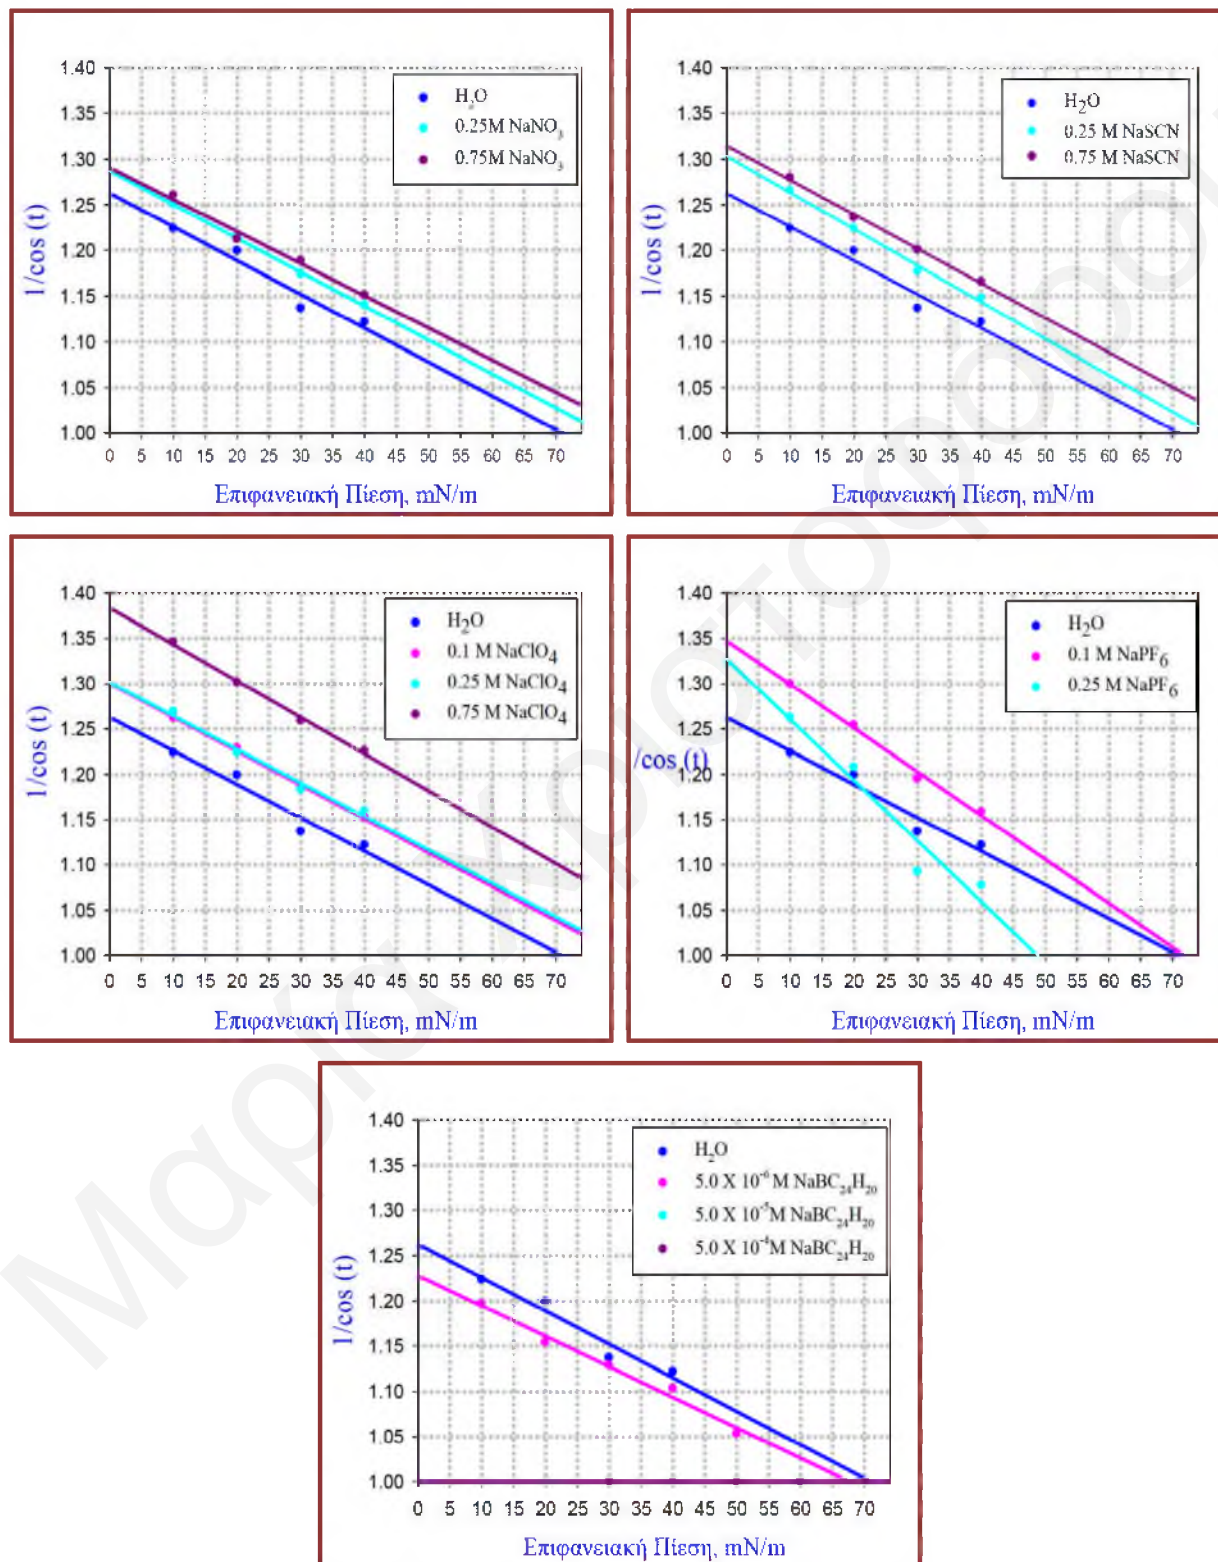 1.40
1.35
1.30
1.25
1.20
1.15
1.10
1.05
1.00
1/cos (t)
H2O
0.25M NaNO3
0.75M NaNO3
0 5 10 15 20 25 30 35 40 45 50 55 60 65 70
Επιφανειακή Πίεση, mN/m
1.40
1.35
1.30
1.25
1.20
1.15
1.10
1.05
1.00
1/cos (t)
H2O
0.25 M NaSCN
0.75 M NaSCN
0 5 10 15 20 25 30 35 40 45 50 55 60 65 70
Επιφανειακή Πίεση, mN/m
1.40
1.35
1.30
1.25
1.20
1.15
1.10
1.05
1.00
1/cos (t)
H2O
0.1 M NaClO4
0.25 M NaClO4
0.75 M NaClO4
0 5 10 15 20 25 30 35 40 45 50 55 60 65 70
Επιφανειακή Πίεση, mN/m
1.40
1.35
1.30
1.25
1.20
1.15
1.10
1.05
1.00
/cos (t)
H2O
0.1 M NaPF6
0.25 M NaPF6
0 5 10 15 20 25 30 35 40 45 50 55 60 65 70
Επιφανειακή Πίεση, mN/m
1.40
1.35
1.30
1.25
1.20
1.15
1.10
1.05
1.00
1/cos (t)
H2O
5.0 X 10⁻⁶ M NaBC24H20
5.0 X 10⁻⁵M NaBC24H20
5.0 X 10⁻⁴M NaBC24H20
0 5 10 15 20 25 30 35 40 45 50 55 60 65 70
Επιφανειακή Πίεση, mN/m
Μαρία Χριστοφόρο